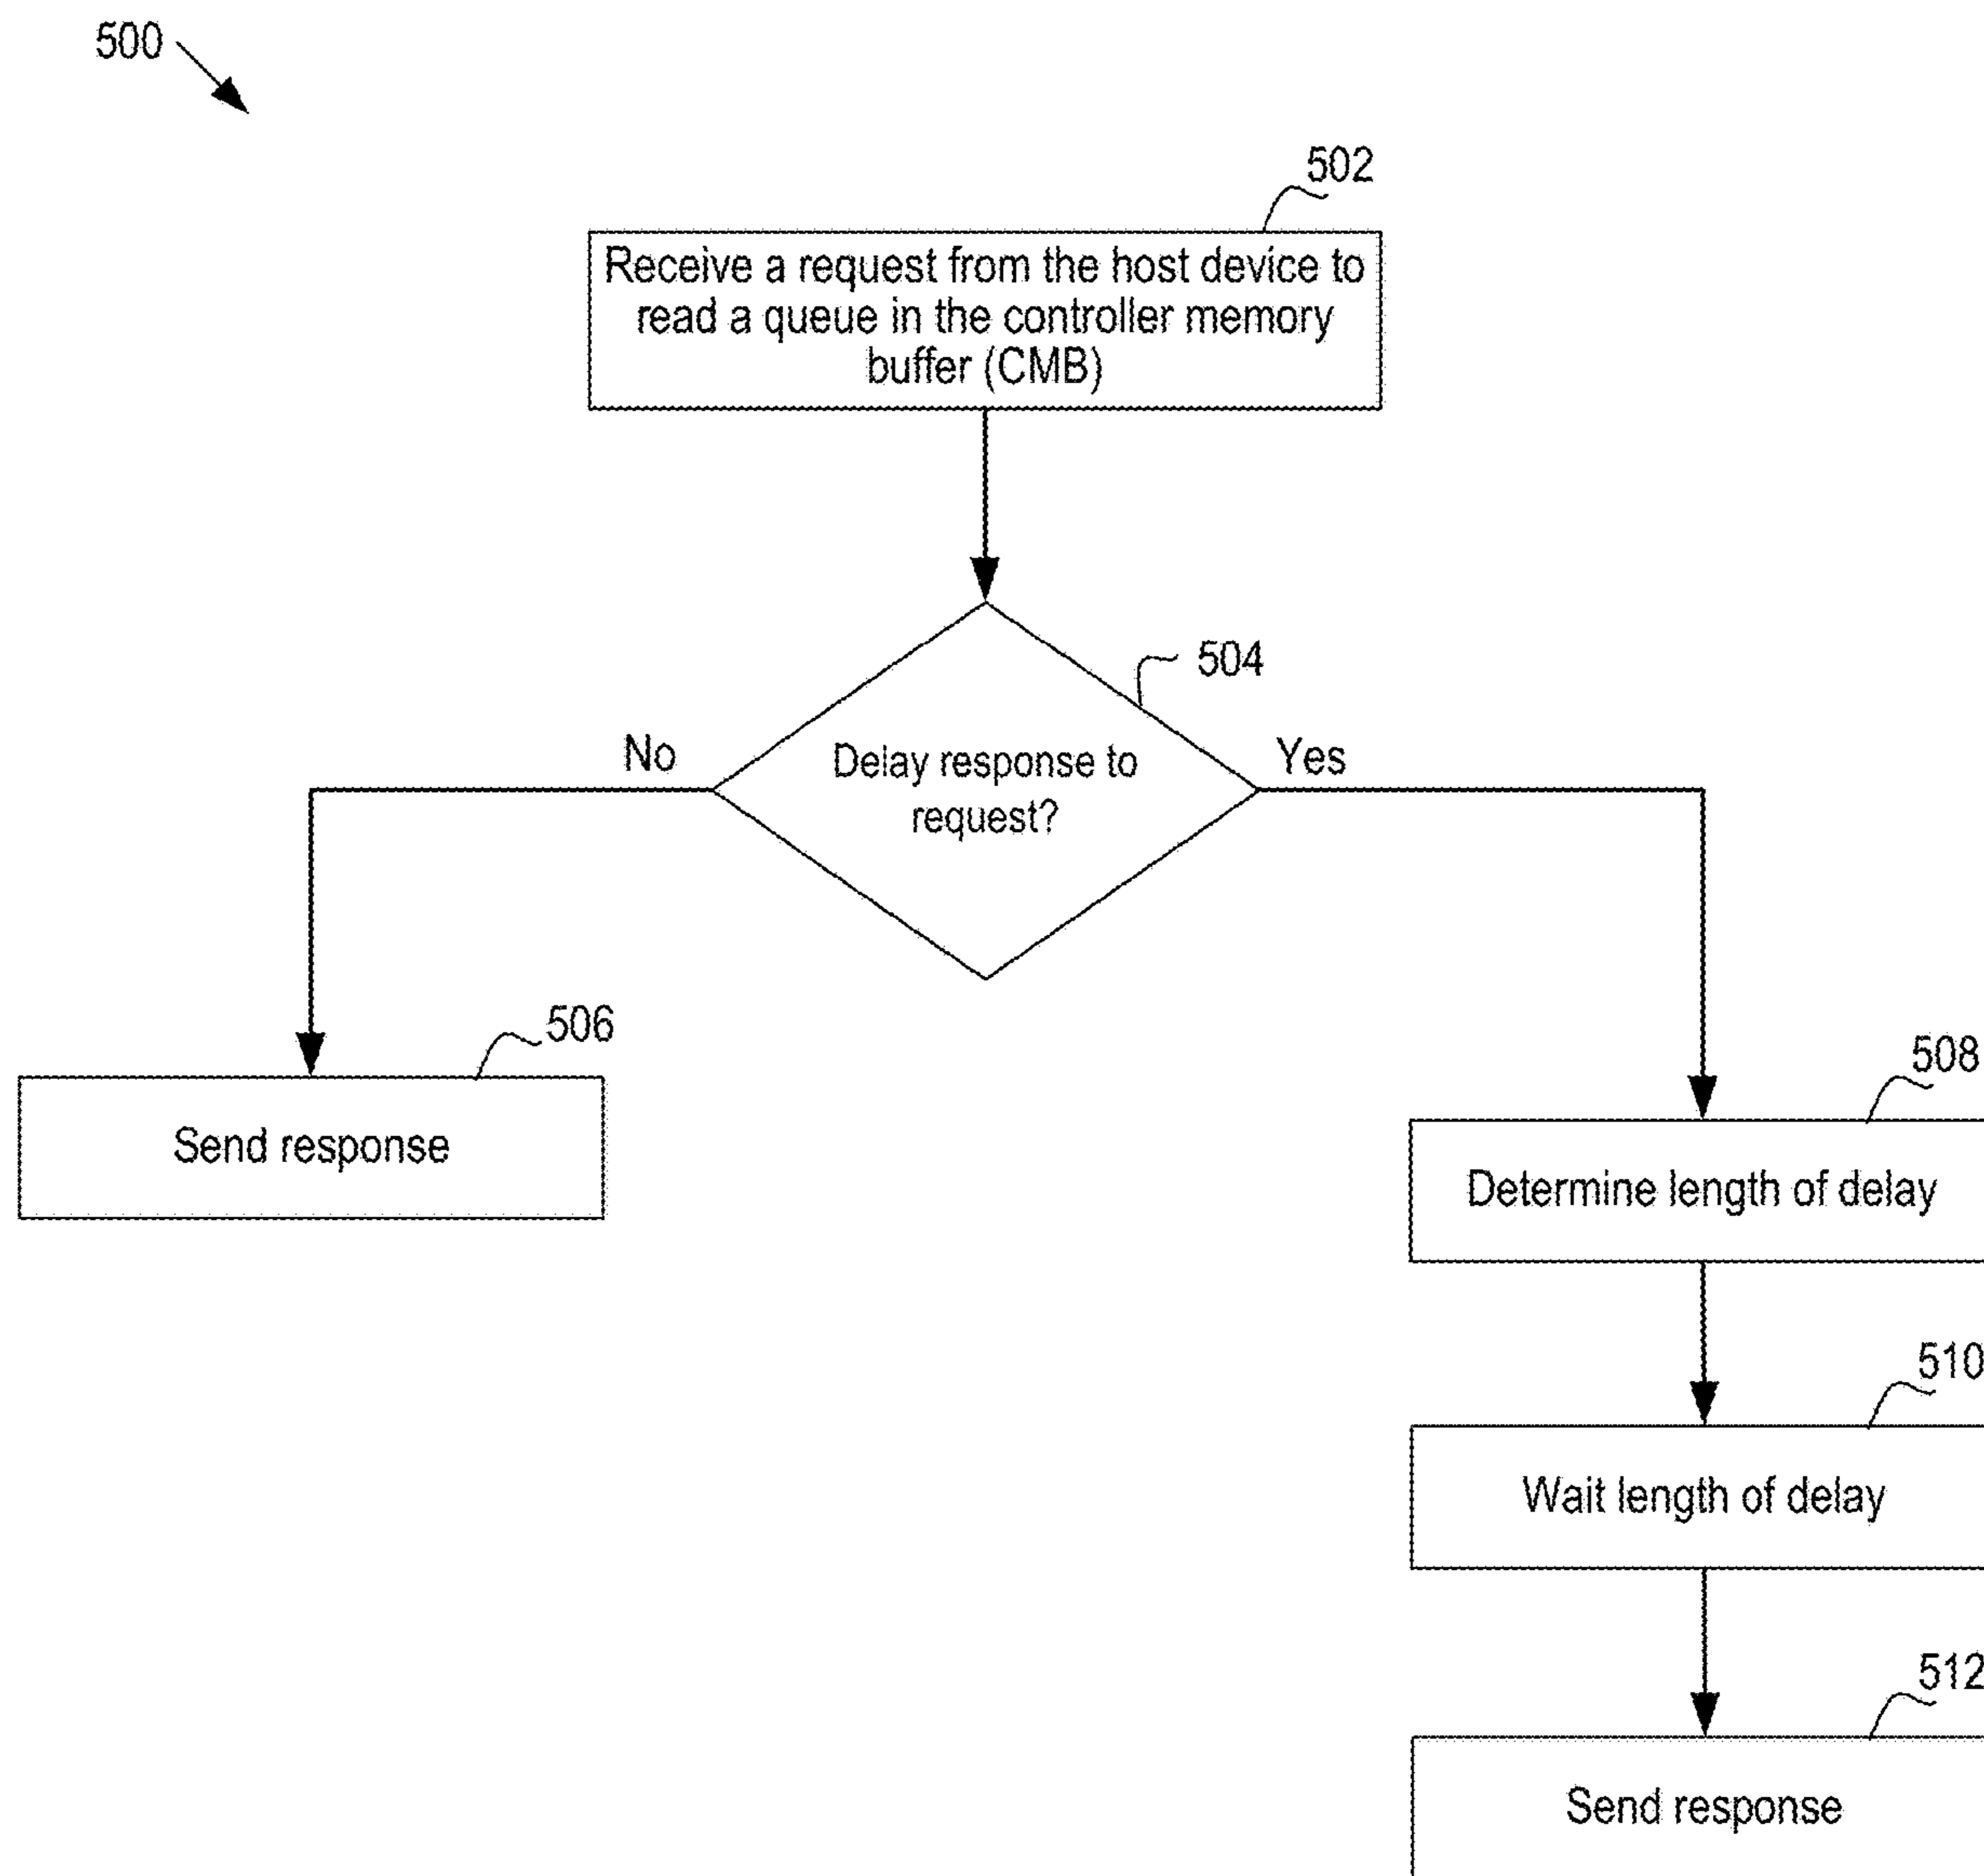 500
502
Receive a request from the host device to
read a queue in the controller memory
buffer (CMB)
504
No
Delay response to
request?
Yes
506
Send response
508
Determine length of delay
510
Wait length of delay
512
Send response